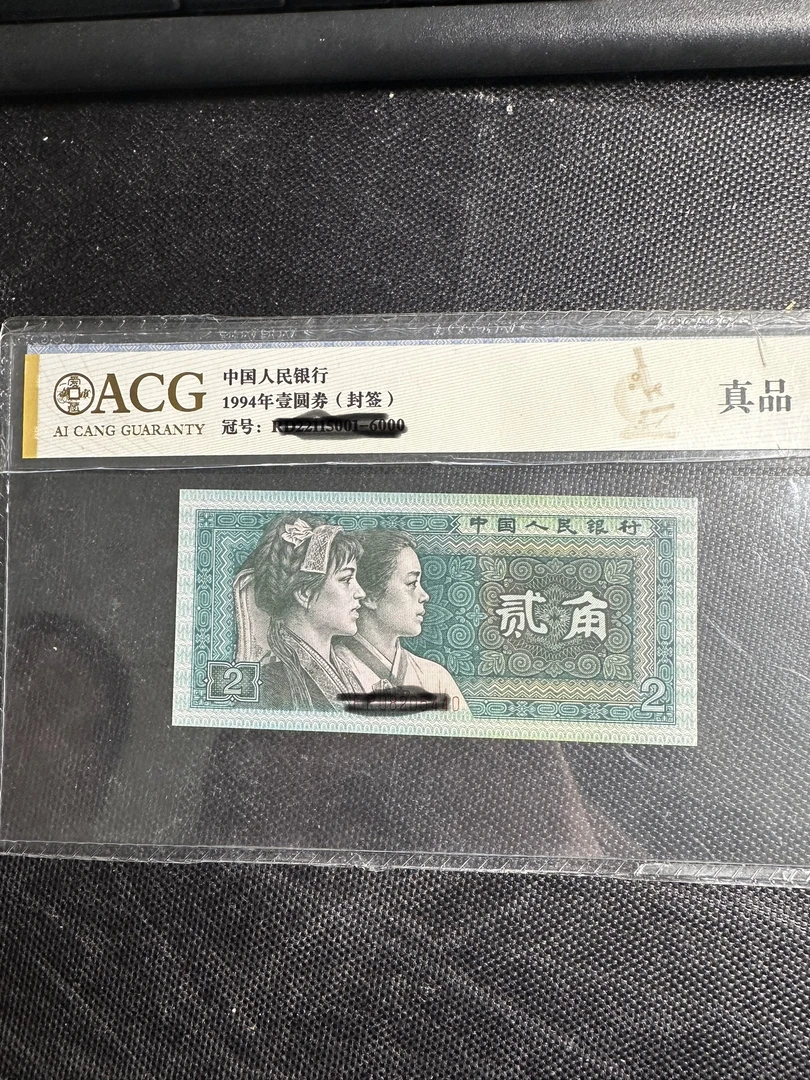 ACG
AI CANG GUARANTY
中国人民银行
1994年壹圆券（封签）
冠号：
真品
中国人民银行
贰角
2
2